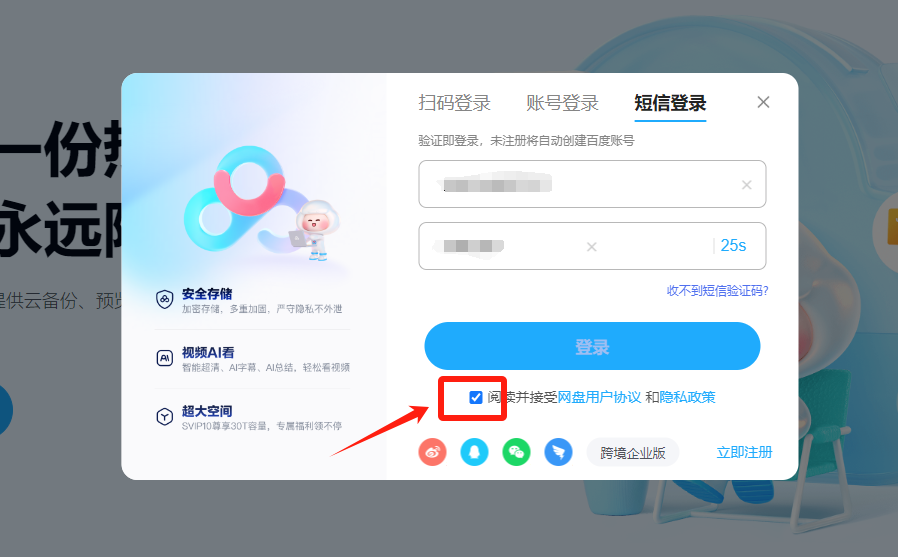 一份
永远
是供云备份、预
安全存储
加密存储，多重加固，严守隐私不外泄
视频AI看
智能超清、AI字幕、AI总结，轻松看视频
超大空间
SVIP10尊享30T容量，专属福利领不停
扫码登录 账号登录 短信登录
验证即登录，未注册将自动创建百度账号
25s
收不到短信验证码?
登录
阅读并接受网盘用户协议 和隐私政策
跨境企业版 立即注册